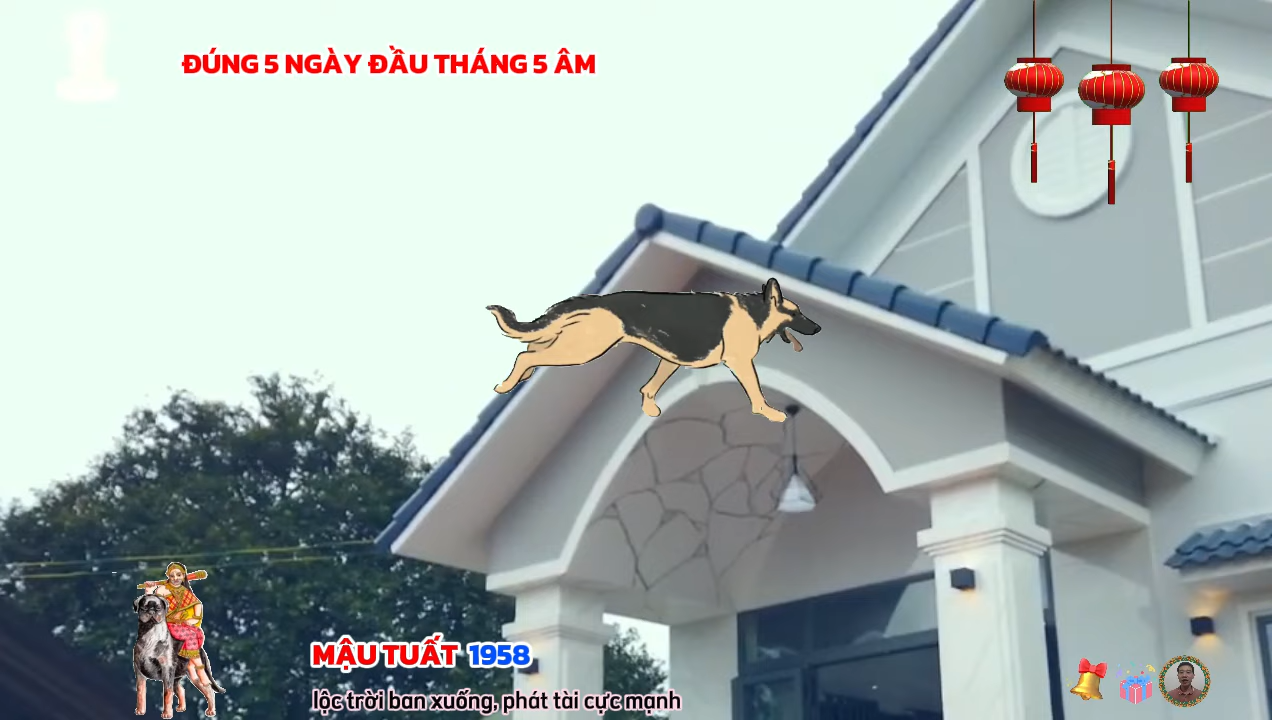 ĐÚNG 5 NGÀY ĐẦU THÁNG 5 ÂM
MẬU TUẤT 1958
lộc trời ban xuống, phát tài cực mạnh